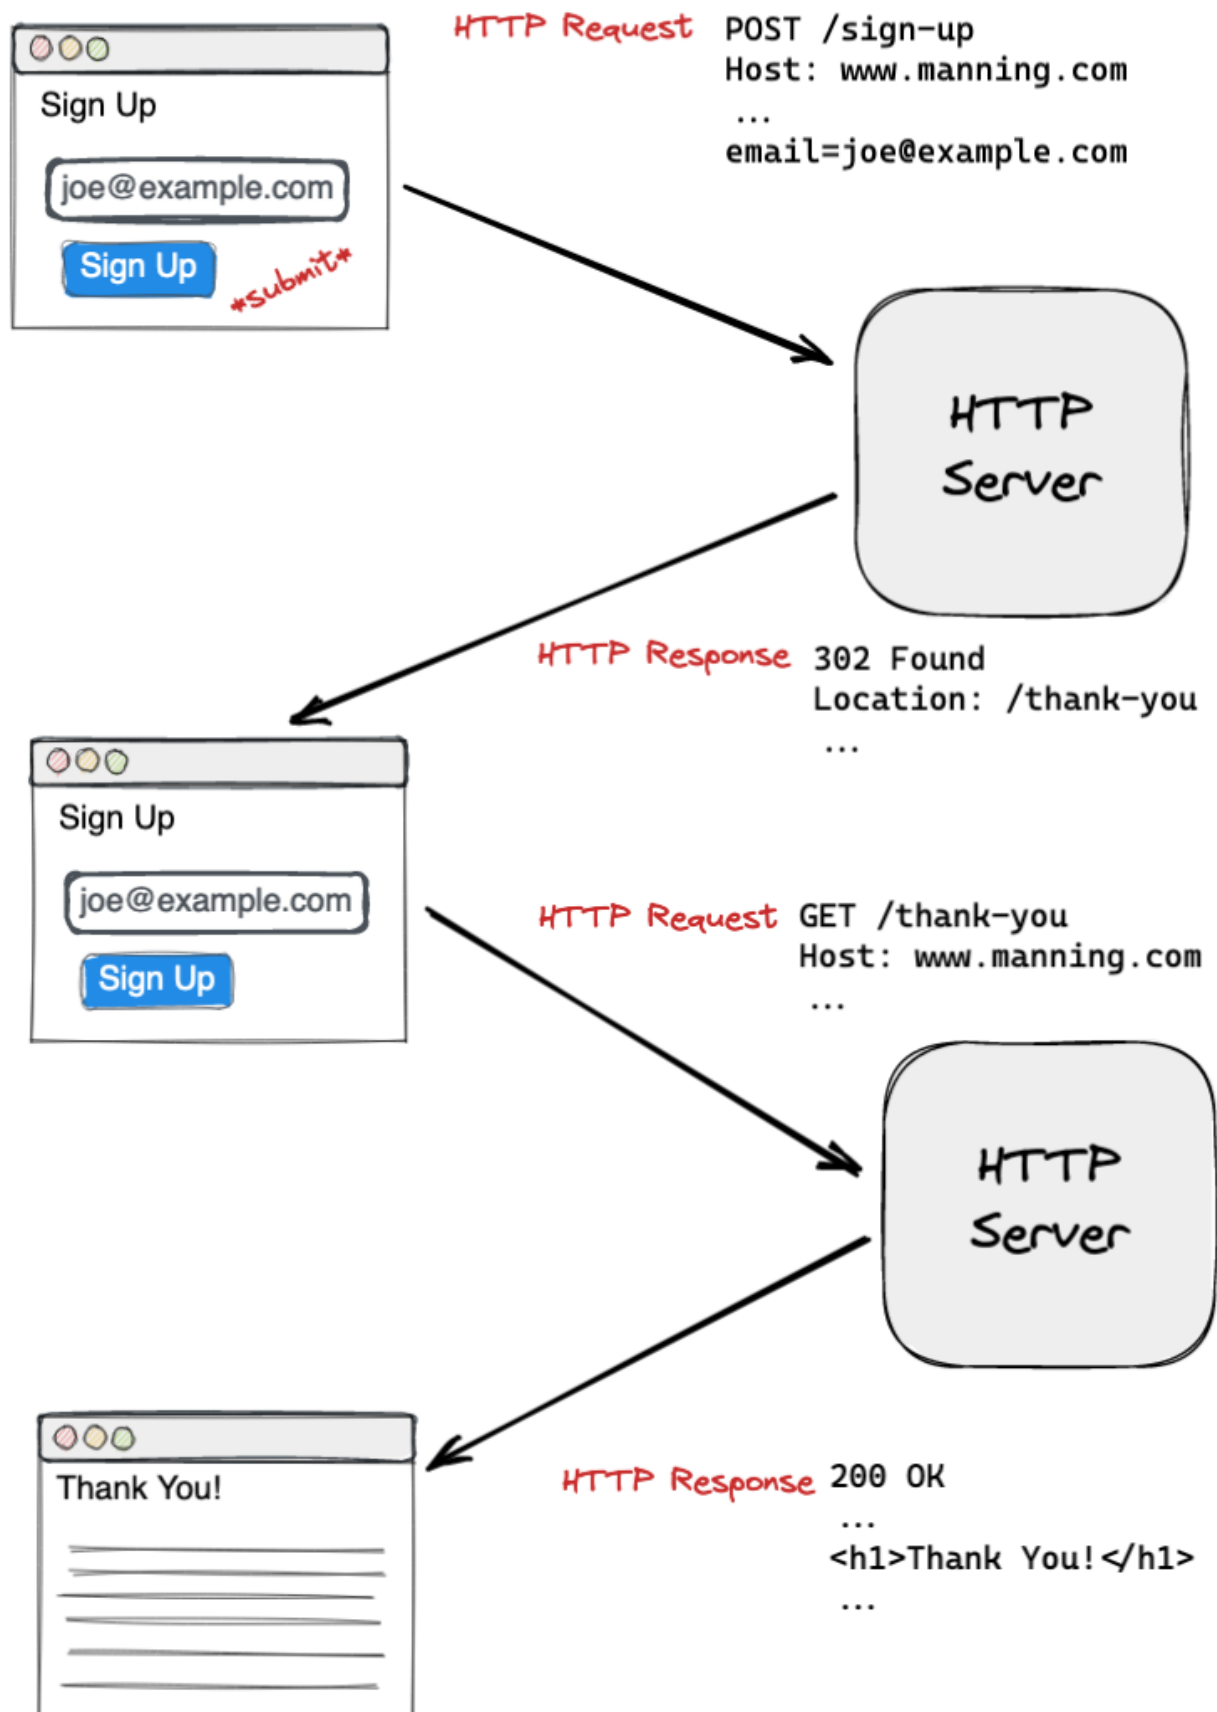 HTTP Request
POST /sign-up
Host: www.manning.com
...
email=joe@example.com
Sign Up
joe@example.com
Sign Up
*submit*
HTTP
Server
HTTP Response
302 Found
Location: /thank-you
...
Sign Up
joe@example.com
Sign Up
HTTP Request
GET /thank-you
Host: www.manning.com
...
HTTP
Server
Thank You!
HTTP Response
200 OK
...
<h1>Thank You!</h1>
...